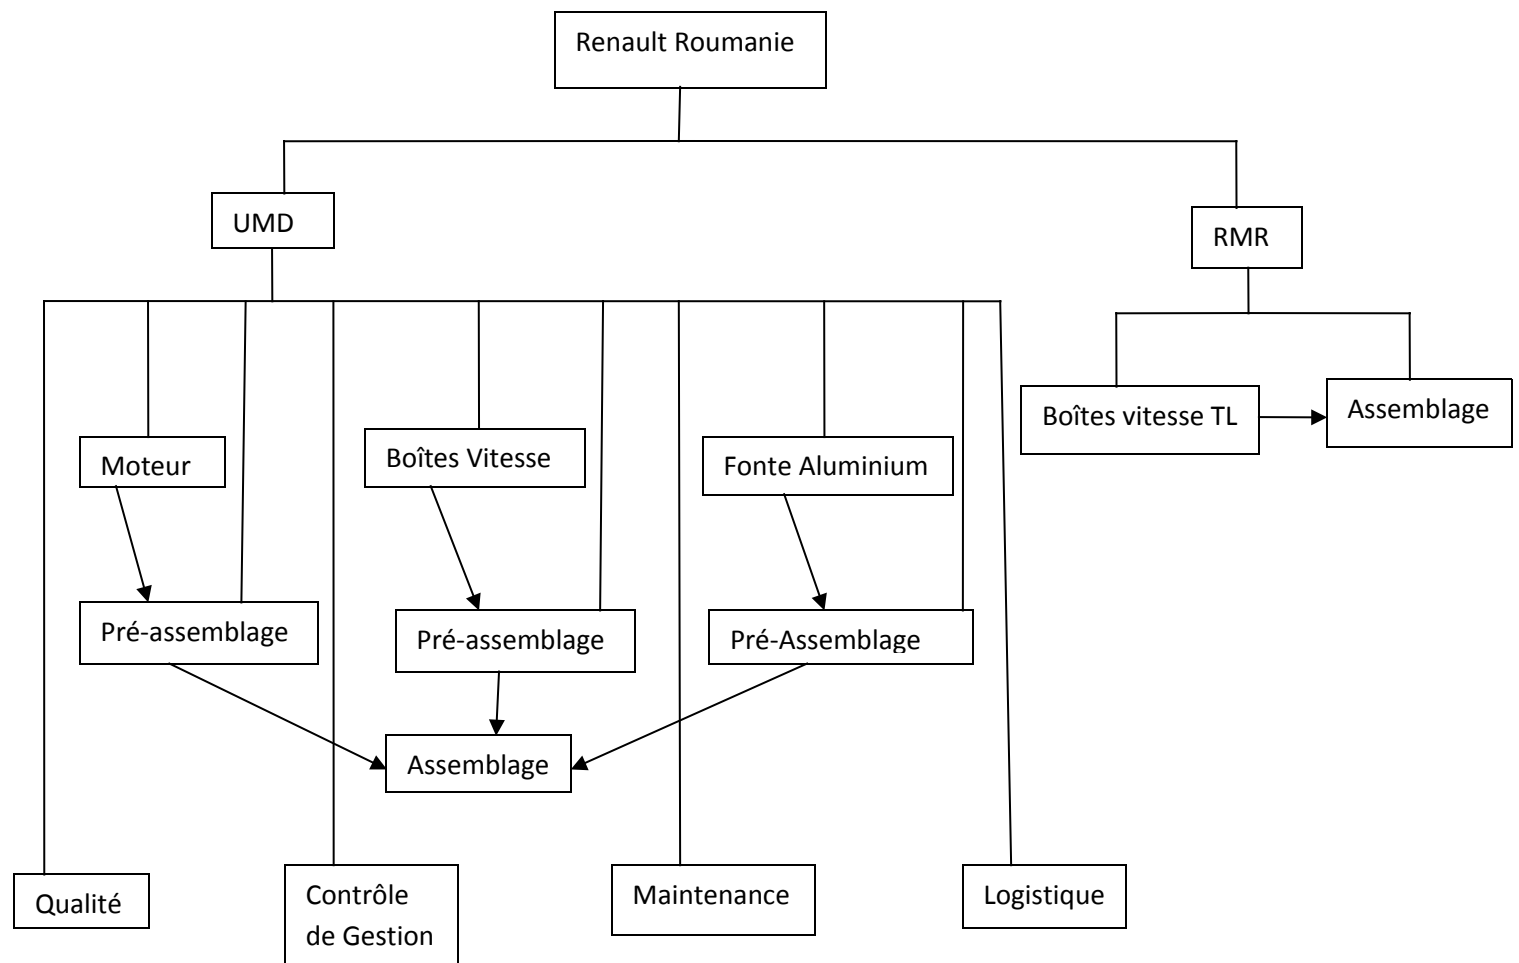 Renault Roumanie
UMD
RMR
Boîtes vitesse TL
Assemblage
Moteur
Boîtes Vitesse
Fonte Aluminium
Pré-assemblage
Pré-assemblage
Pré-Assemblage
Assemblage
Qualité
Contrôle
de Gestion
Maintenance
Logistique